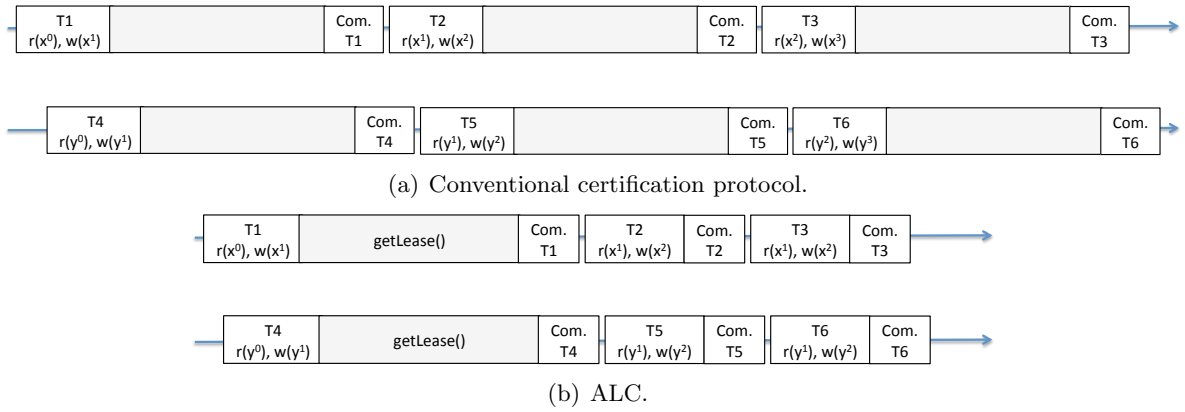 T1 Com. T2 Com. T3 Com.
r(x⁰), w(x¹) T1 r(x¹), w(x²) T2 r(x²), w(x³) T3
T4 Com. T5 Com. T6 Com.
r(y⁰), w(y¹) T4 r(y¹), w(y²) T5 r(y²), w(y³) T6
(a) Conventional certification protocol.
T1 getLease() Com. T2 Com. T3 Com.
r(x⁰), w(x¹) T1 r(x¹), w(x²) T2 r(x¹), w(x²) T3
T4 getLease() Com. T5 Com. T6 Com.
r(y⁰), w(y¹) T4 r(y¹), w(y²) T5 r(y¹), w(y²) T6
(b) ALC.